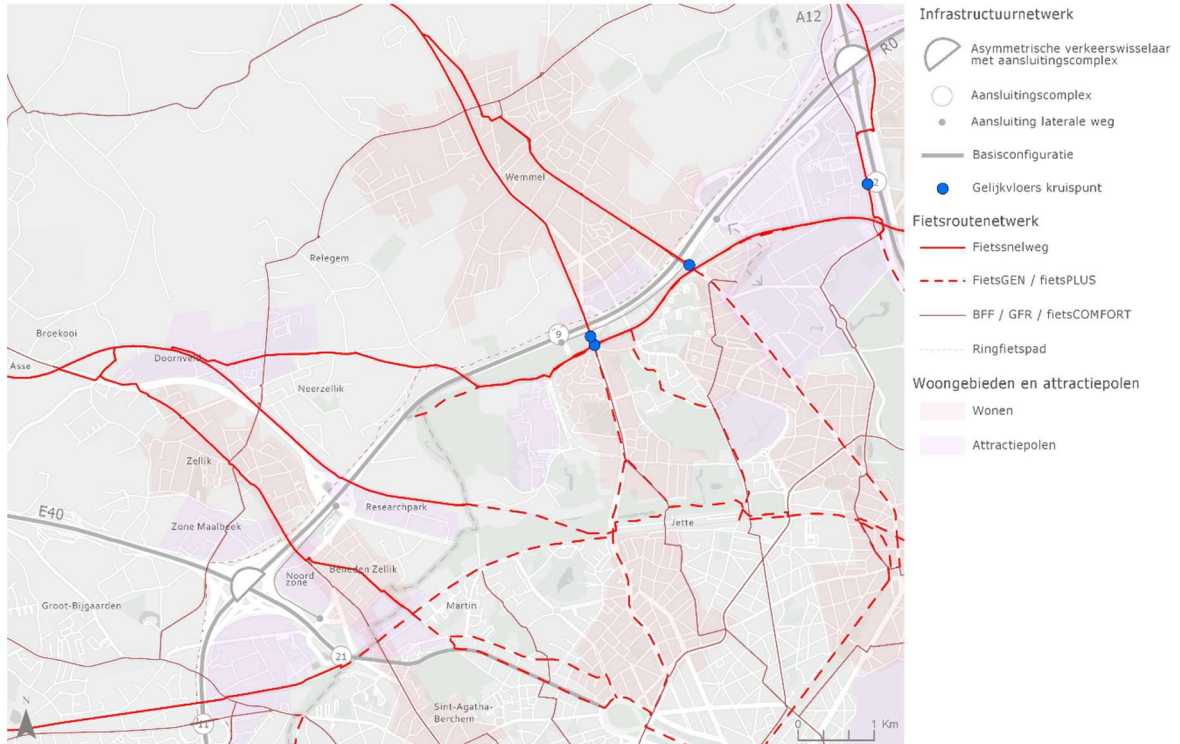 A12
R0
Wemmel
2
Relegem
Broekooi
9
Doornveld
Asse
Neerzellik
Zellik
Researchpark
E40
Zone Maalbeek
Jette
Noord
zone
Beneden Zellik
Groot-Bijgaarden
Martin
21
Sint-Agatha-
Berchem
11
N
0
1 Km
Infrastructuurnetwerk
Asymmetrische verkeerswisselaar
met aansluitingscomplex
Aansluitingscomplex
Aansluiting laterale weg
Basisconfiguratie
Gelijkvloers kruispunt
Fietsroutenetwerk
Fietssnelweg
FietsGEN / fietsPLUS
BFF / GFR / fietsCOMFORT
Ringfietspad
Woongebieden en attractiepolen
Wonen
Attractiepolen